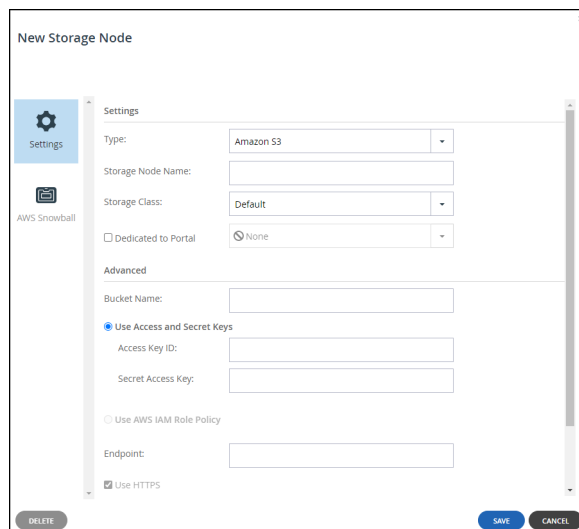 New Storage Node
Settings
AWS Snowball
Settings
Type:
Amazon S3
Storage Node Name:
Storage Class:
Default
Dedicated to Portal
None
Advanced
Bucket Name:
Use Access and Secret Keys
Access Key ID:
Secret Access Key:
Use AWS IAM Role Policy
Endpoint:
Use HTTPS
DELETE
SAVE
CANCEL